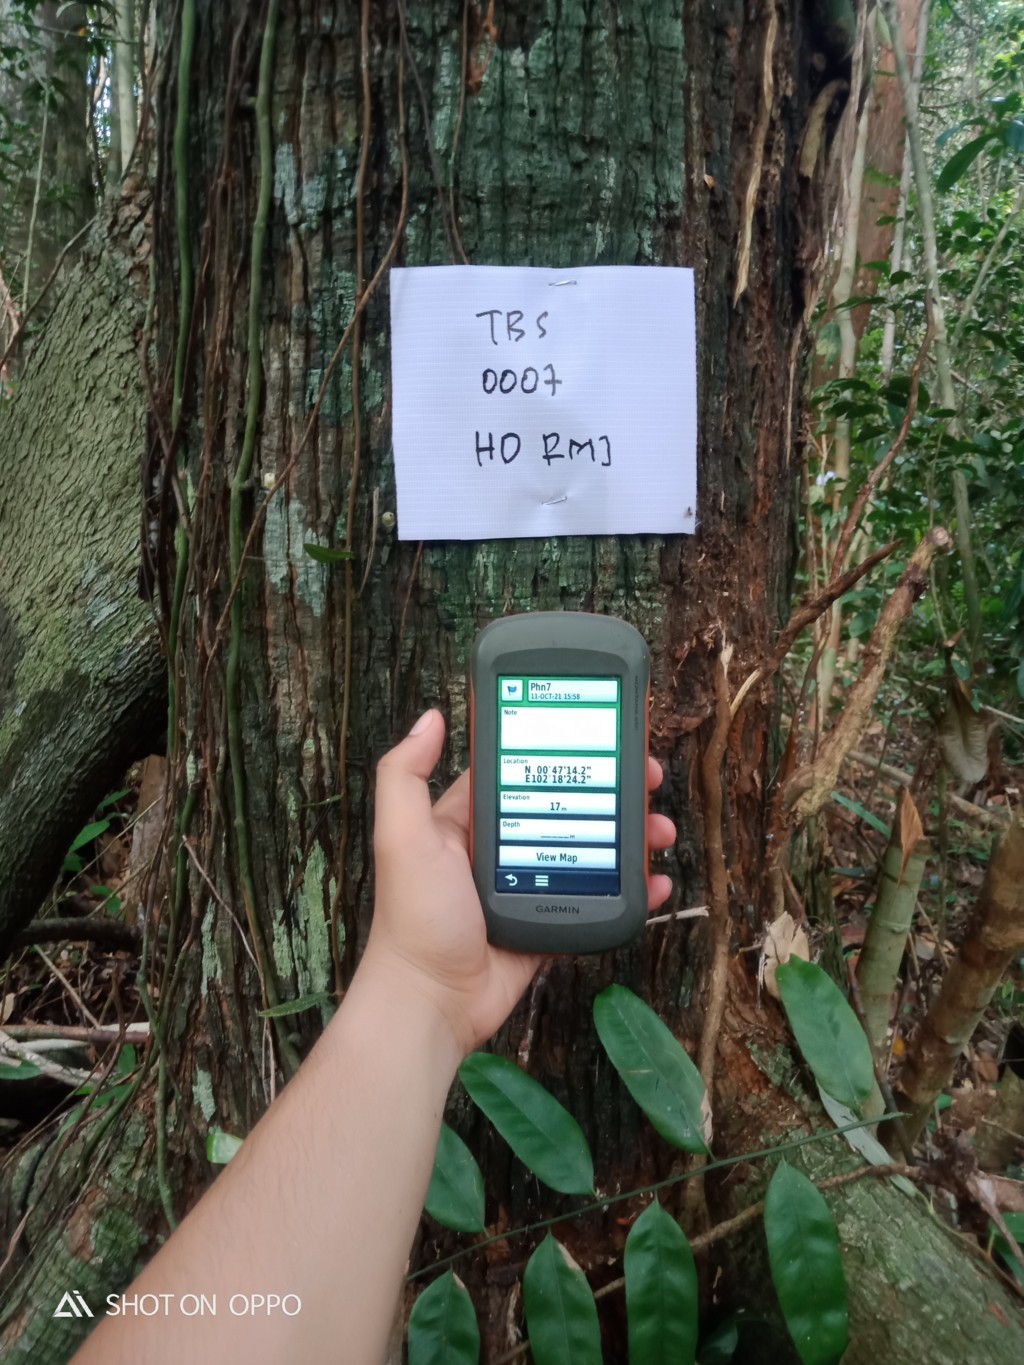 TBS
0007
HD RMJ
Phn7
11-OCT-21 15:58
Note
Location
N 00°47'14.2"
E102°18'24.2"
Elevation
17m
Depth
_____m
View Map
GARMIN
SHOT ON OPPO